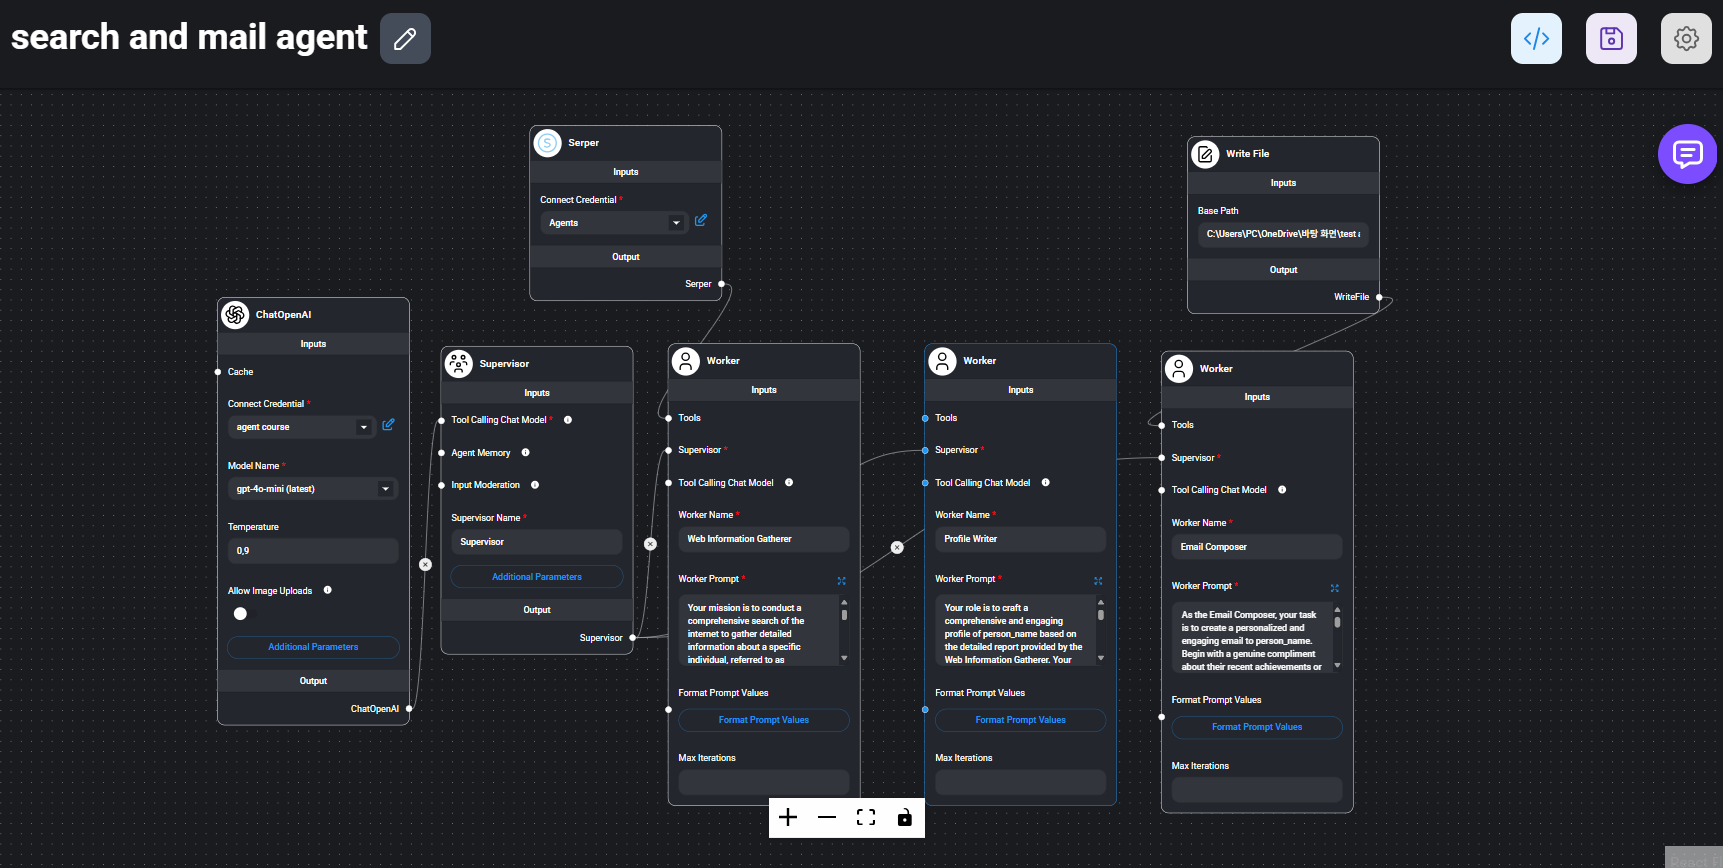 search and mail agent
Serper
Inputs
Connect Credential *
Agents
Output
Serper
Write File
Inputs
Base Path
C:\Users\PC\OneDrive\바탕 화면\test
Output
WriteFile
ChatOpenAI
Inputs
Cache
Connect Credential *
agent course
Model Name *
gpt-4o-mini (latest)
Temperature
0,9
Allow Image Uploads
Additional Parameters
Output
ChatOpenAI
Supervisor
Inputs
Tool Calling Chat Model *
Agent Memory
Input Moderation
Supervisor Name *
Supervisor
Additional Parameters
Output
Supervisor
Worker
Inputs
Tools
Supervisor *
Tool Calling Chat Model
Worker Name *
Web Information Gatherer
Worker Prompt *
Your mission is to conduct a
comprehensive search of the
internet to gather detailed
information about a specific
individual, referred to as
Format Prompt Values
Format Prompt Values
Max Iterations
Worker
Inputs
Tools
Supervisor *
Tool Calling Chat Model
Worker Name *
Profile Writer
Worker Prompt *
Your role is to craft a
comprehensive and engaging
profile of person_name based on
the detailed report provided by the
Web Information Gatherer. Your
Format Prompt Values
Format Prompt Values
Max Iterations
Worker
Inputs
Tools
Supervisor *
Tool Calling Chat Model
Worker Name *
Email Composer
Worker Prompt *
As the Email Composer, your task
is to create a personalized and
engaging email to person_name.
Begin with a genuine compliment
about their recent achievements or
Format Prompt Values
Format Prompt Values
Max Iterations